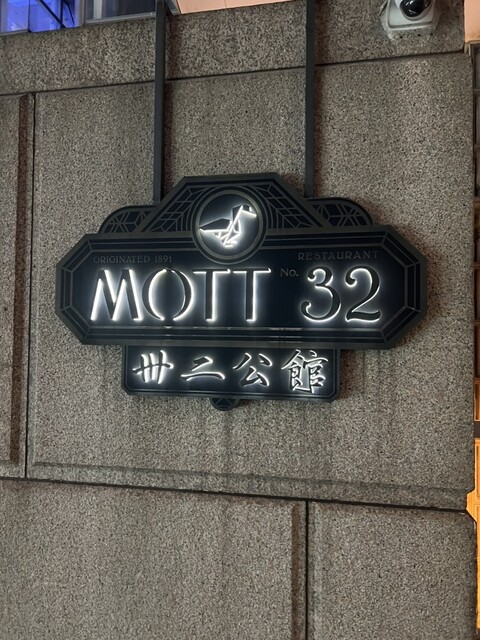 ORIGINATED 1891 RESTAURANT
MOTT No. 32
卅二公館